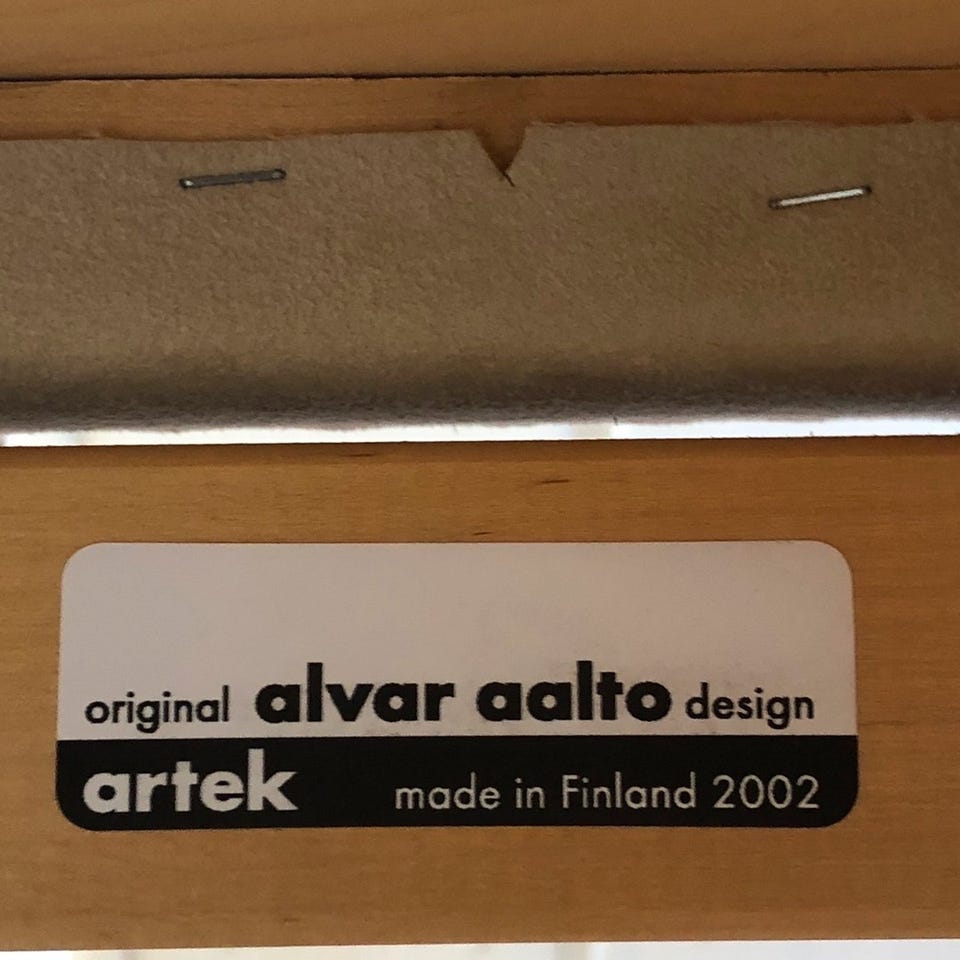 original alvar aalto design
artek made in Finland 2002